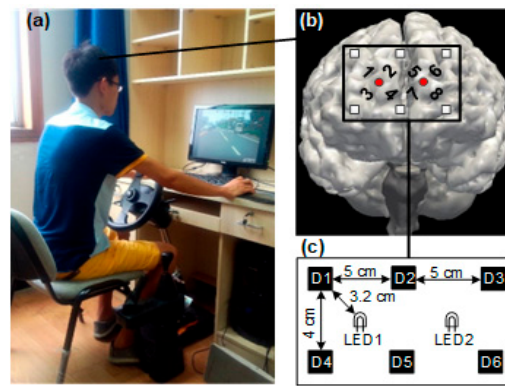 (a)
(b)
1 2 5 6
3 4 7 8
(c)
D1 5 cm D2 5 cm D3
3.2 cm
4 cm
LED1 LED2
D4 D5 D6